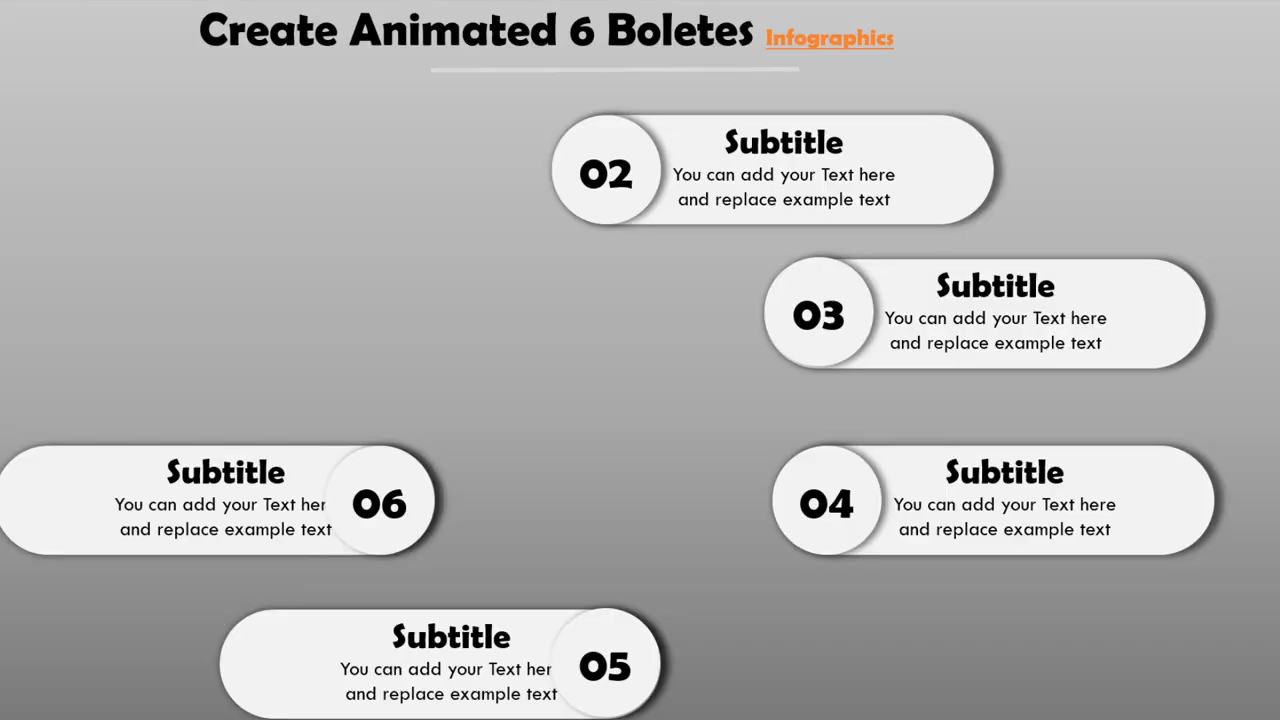 Create Animated 6 Boletes Infographics
02
Subtitle
You can add your Text here
and replace example text
03
Subtitle
You can add your Text here
and replace example text
Subtitle
You can add your Text her
and replace example text
06
04
Subtitle
You can add your Text here
and replace example text
Subtitle
You can add your Text her
and replace example text
05